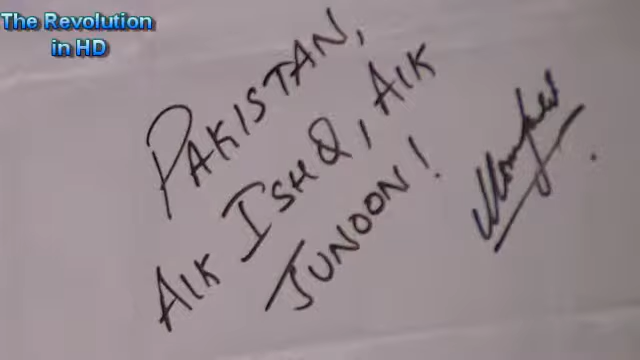 The Revolution
in HD
PAKISTAN,
AIK ISHQ, AIK
JUNOON!